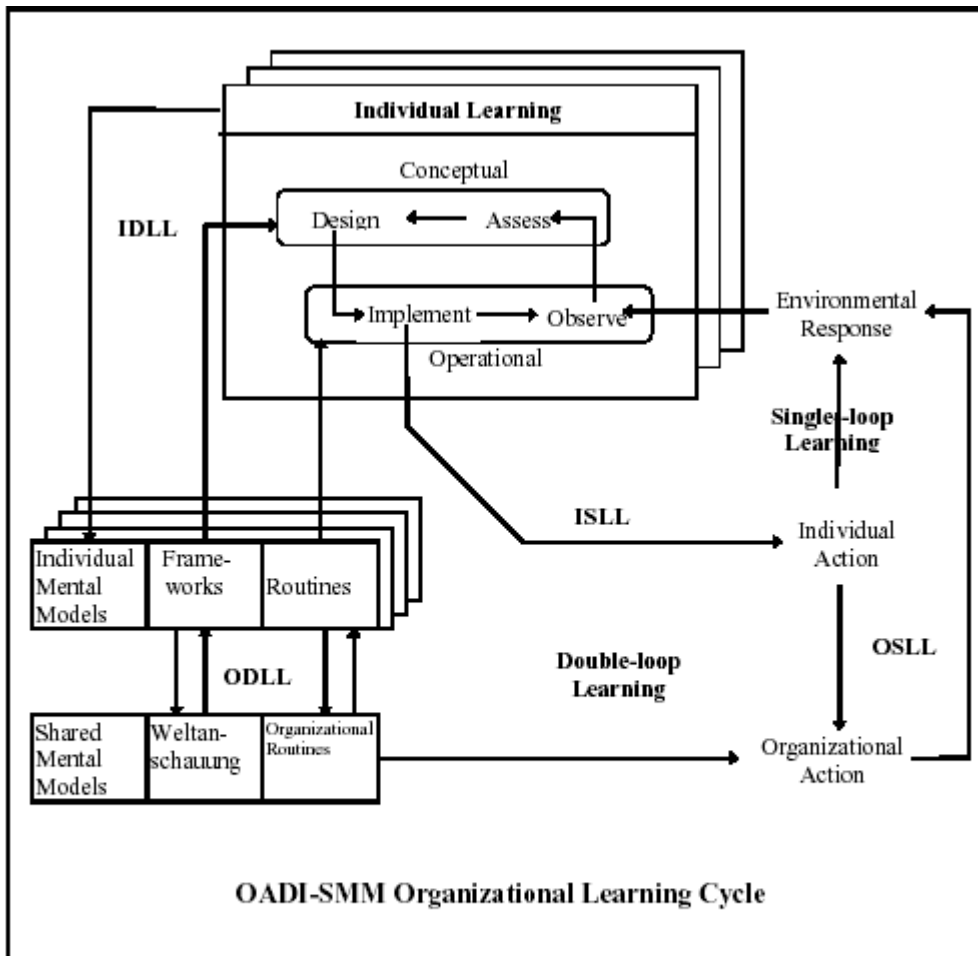 Individual Learning
Conceptual
IDLL
Design
Assess
Implement
Observe
Operational
Environmental
Response
Single-loop
Learning
ISLL
Individual
Action
Individual
Mental
Models
Frame-
works
Routines
OSLL
Double-loop
Learning
ODLL
Shared
Mental
Models
Weltan-
schauung
Organizational
Routines
Organizational
Action
OADI-SMM Organizational Learning Cycle